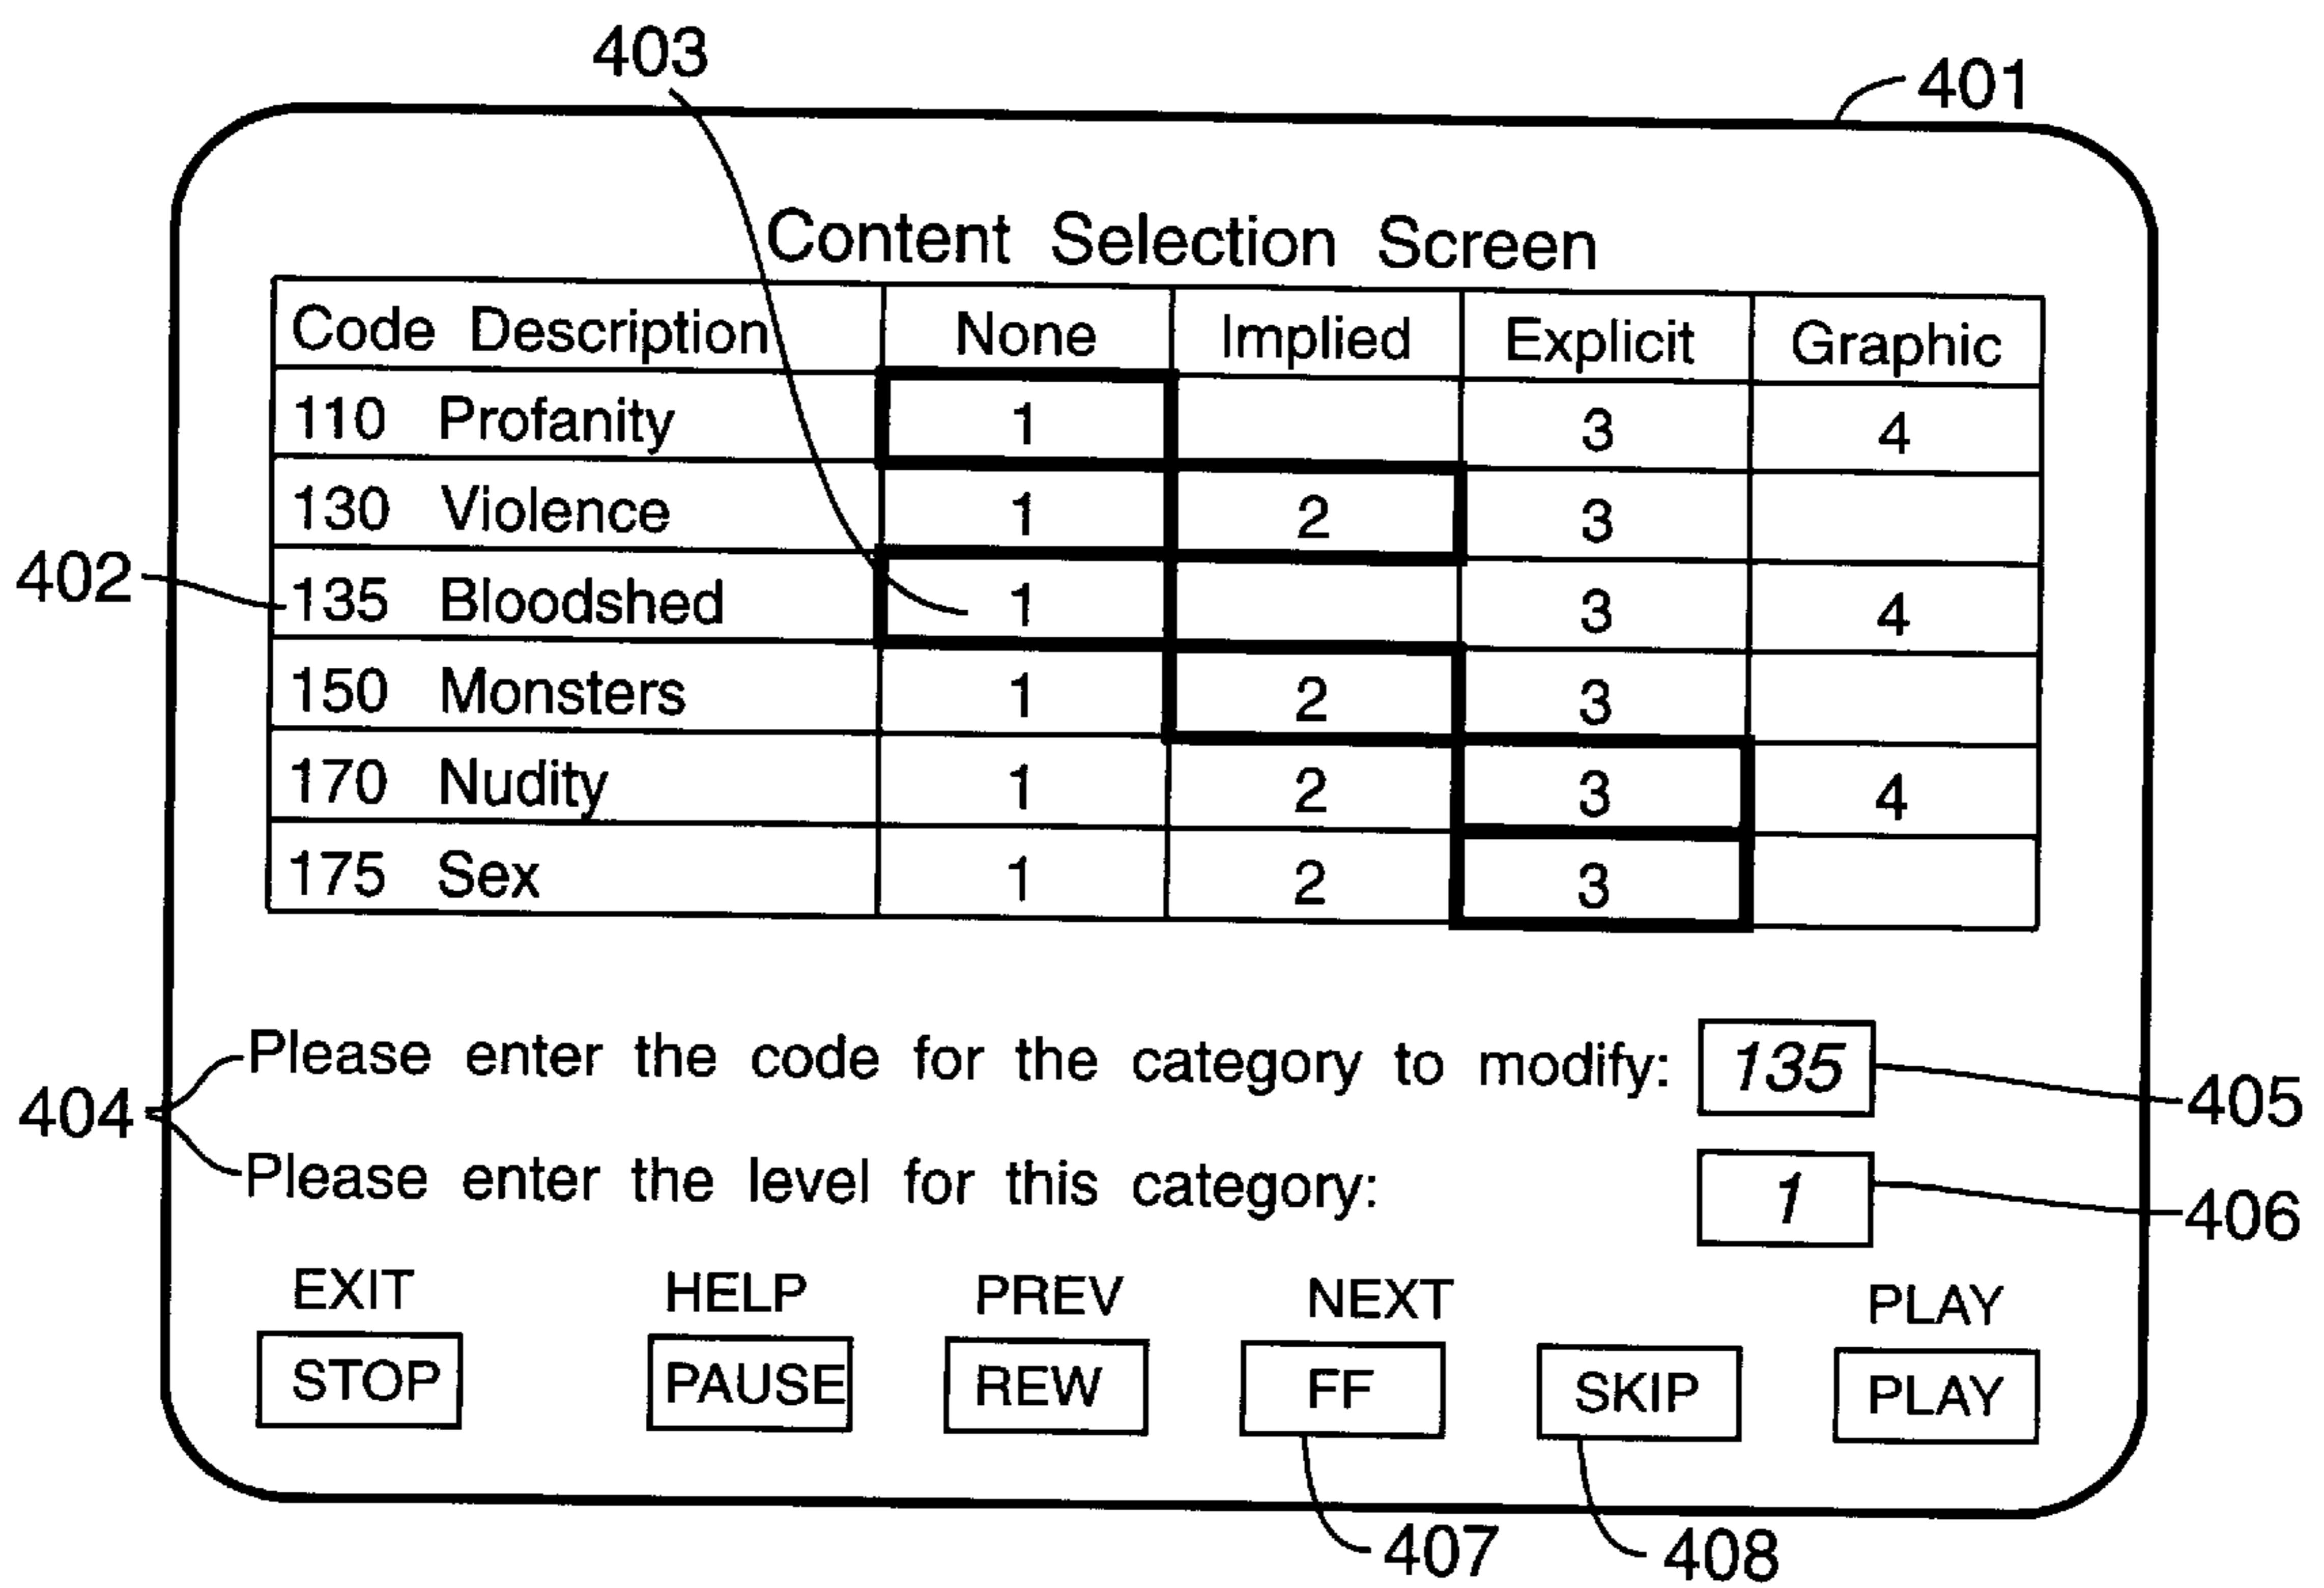 403
401
Content Selection Screen
Code Description None Implied Explicit Graphic
110 Profanity 1 3 4
130 Violence 1 2 3
402
135 Bloodshed 1 3 4
150 Monsters 1 2 3
170 Nudity 1 2 3 4
175 Sex 1 2 3
Please enter the code for the category to modify: 135
404
405
Please enter the level for this category: 1
406
EXIT HELP PREV NEXT PLAY
STOP PAUSE REW FF SKIP PLAY
407 408